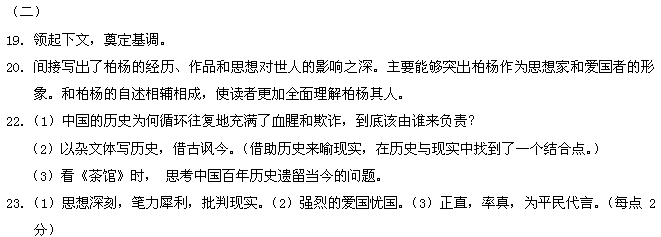 （二）
19．领起下文，奠定基调。
20．间接写出了柏杨的经历、作品和思想对世人的影响之深。主要能够突出柏杨作为思想家和爱国者的形
象。和柏杨的自述相辅相成，使读者更加全面理解柏杨其人。
22．（1）中国的历史为何循环往复地充满了血腥和欺诈，到底该由谁来负责？
（2）以杂文体写历史，借古讽今。（借助历史来喻现实，在历史与现实中找到了一个结合点。）
（3）看《茶馆》时， 思考中国百年历史遗留当今的问题。
23．（1）思想深刻，笔力犀利，批判现实。（2）强烈的爱国忧国。（3）正直，率真，为平民代言。（每点 2
分）